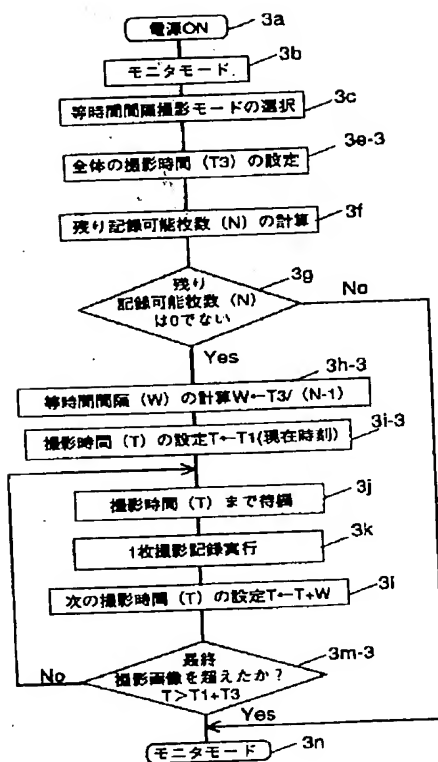 電源ON 3a
モニタモード 3b
等時間間隔撮影モードの選択 3c
全体の撮影時間(T3)の設定 3e-3
残り記録可能枚数(N)の計算 3f
残り
記録可能枚数(N)
は0でない
3g
No
Yes
等時間間隔(W)の計算W←T3/(N-1) 3h-3
撮影時間(T)の設定T←T1(現在時刻) 3i-3
撮影時間(T)まで待機 3j
1枚撮影記録実行 3k
次の撮影時間(T)の設定T←T+W 3l
最終
撮影画像を超えたか?
T>T1+T3
3m-3
No
Yes
モニタモード 3n